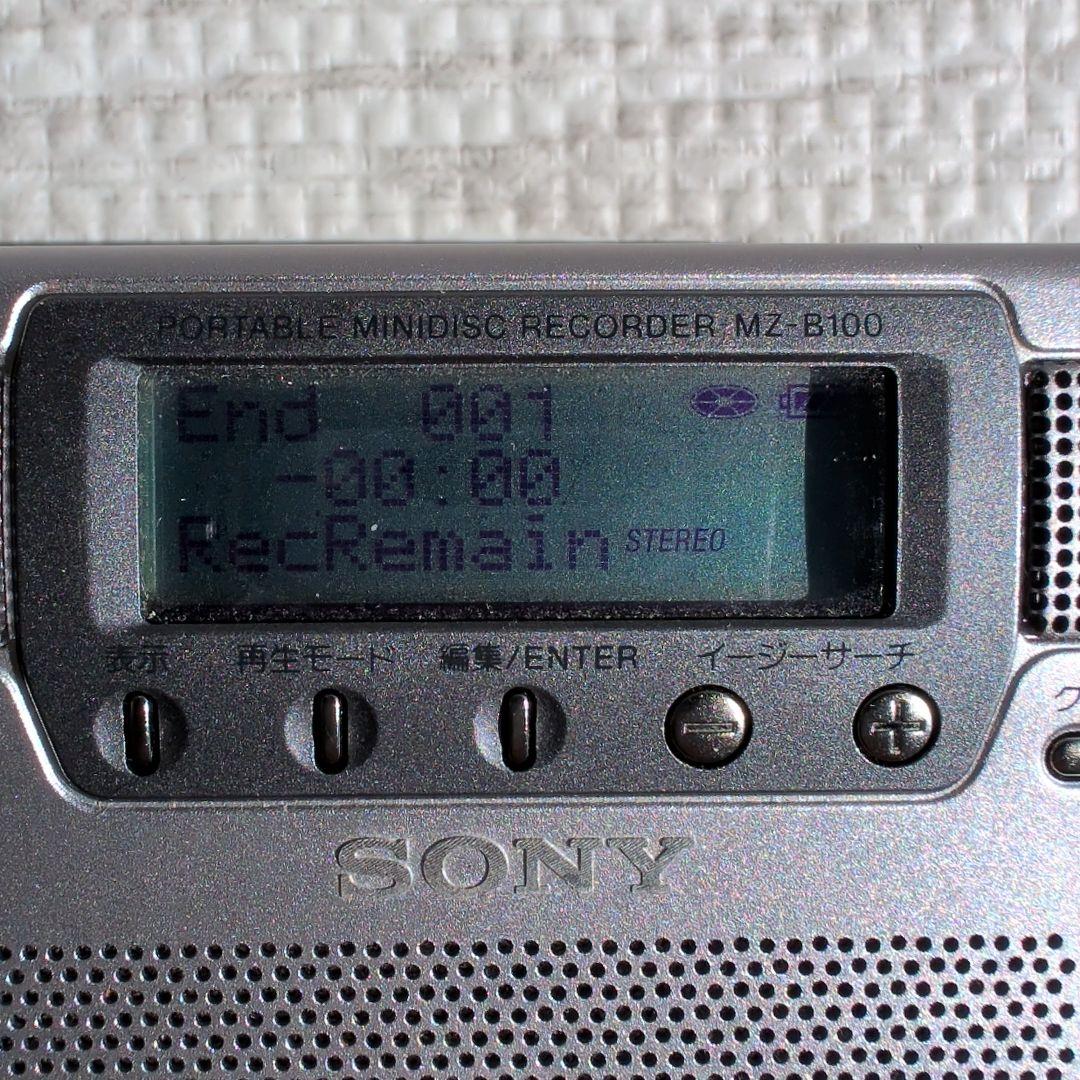 PORTABLE MINIDISC RECORDER MZ-B100
End 001
-00:00
RecRemain STEREO
表示 再生モード 編集/ENTER イージーサーチ
ク
SONY